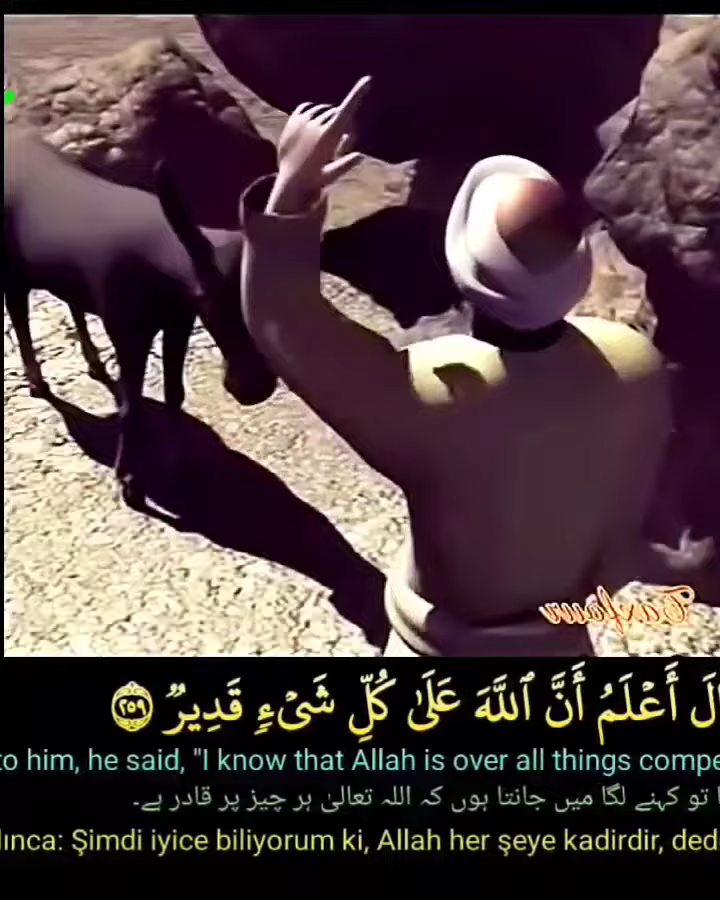 قَالَ أَعْلَمُ أَنَّ ٱللَّهَ عَلَىٰ كُلِّ شَىْءٍ قَدِيرٌ ٢٥٩
to him, he said, "I know that Allah is over all things compe
تو کہنے لگا میں جانتا ہوں کہ اللہ تعالیٰ ہر چیز پر قادر ہے۔
lınca: Şimdi iyice biliyorum ki, Allah her şeye kadirdir, ded